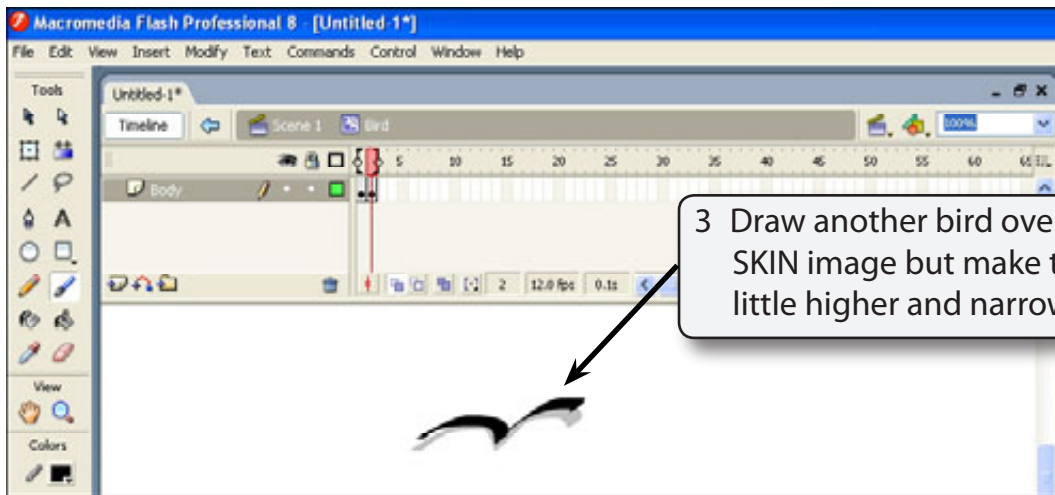 Macromedia Flash Professional 8 - [Untitled-1*]
File Edit View Insert Modify Text Commands Control Window Help
Tools
Untitled-1*
Timeline Scene 1 Bird 100%
5 10 15 20 25 30 35 40 45 50 55 60 65
Body
3 Draw another bird ove
SKIN image but make t
little higher and narrow
2 12.0 fps 0.1s
View
Colors